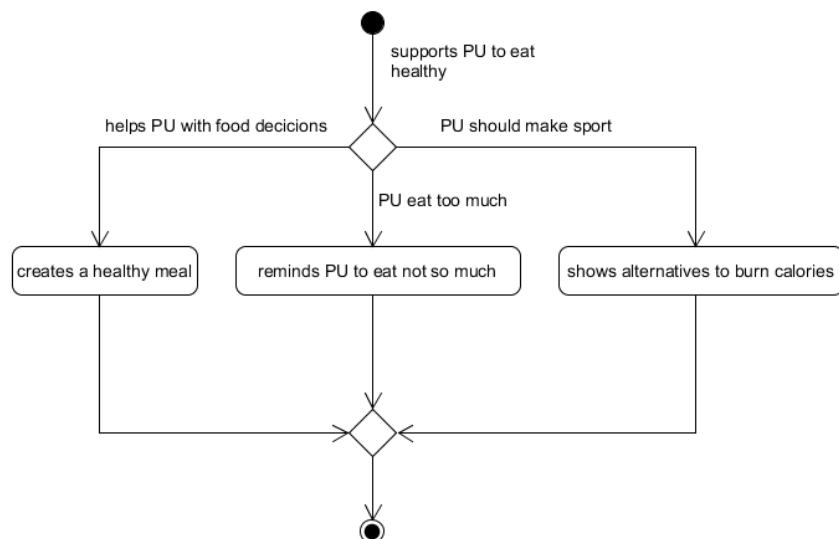 supports PU to eat
healthy
helps PU with food decicions
PU should make sport
PU eat too much
creates a healthy meal
reminds PU to eat not so much
shows alternatives to burn calories